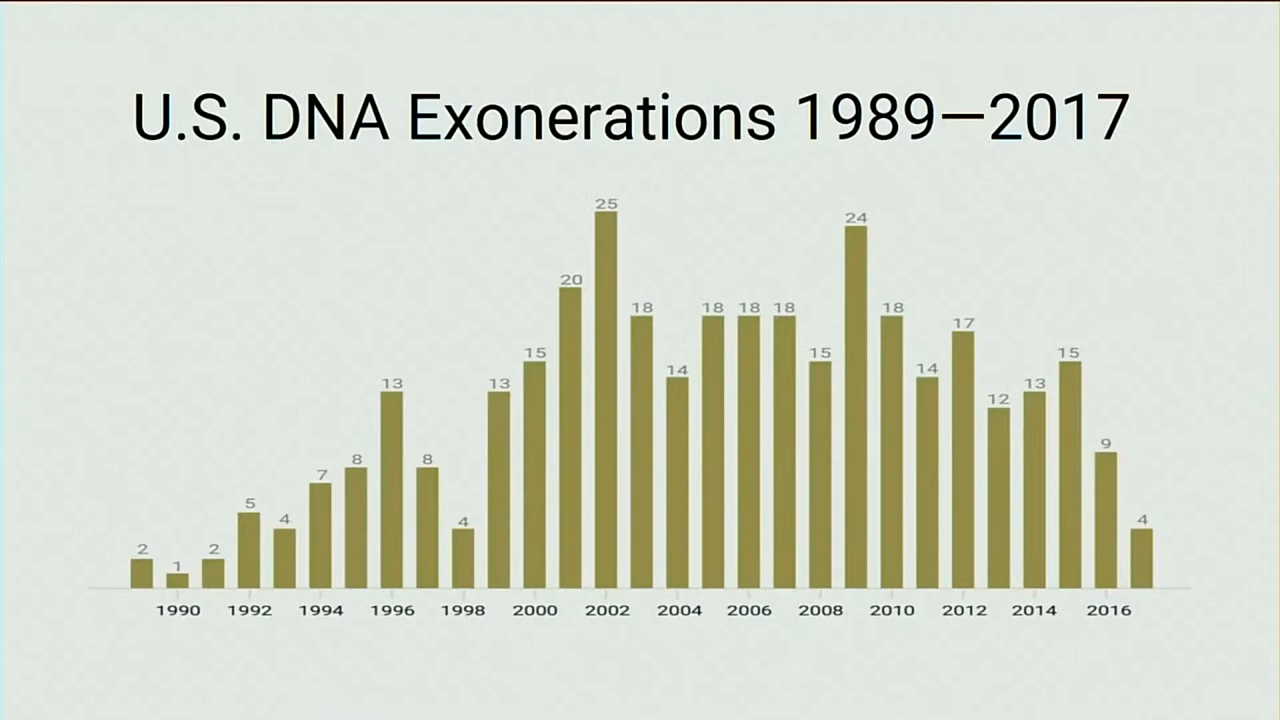 U.S. DNA Exonerations 1989—2017
2 1 2 5 4 7 8 13 8 4 13 15 20 25 18 14 18 18 18 15 24 18 14 17 12 13 15 9 4
1990 1992 1994 1996 1998 2000 2002 2004 2006 2008 2010 2012 2014 2016